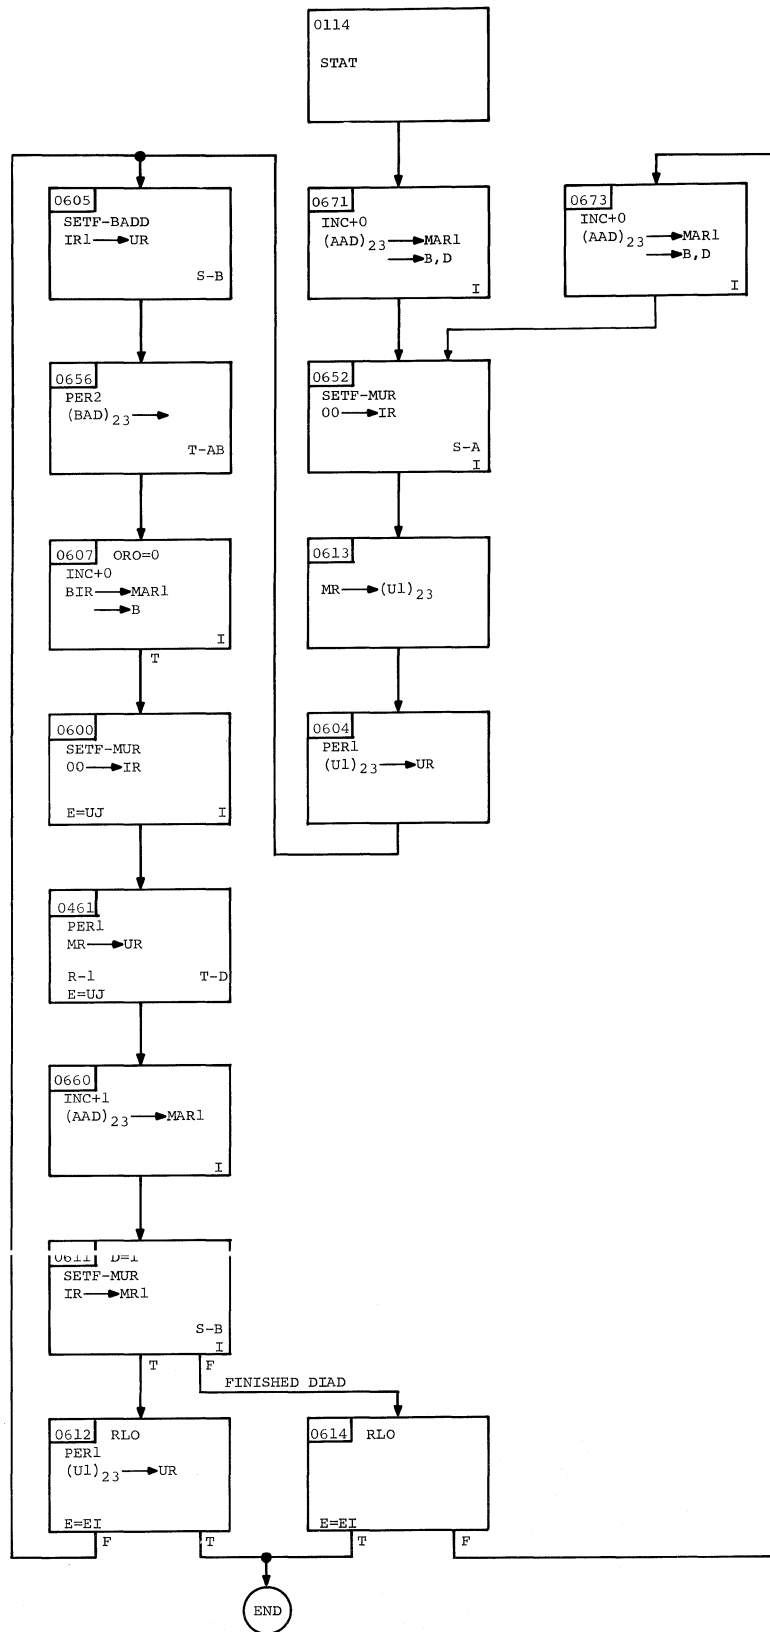 0114
STAT
0605
SETF-BADD
IR1→UR
S-B
0671
INC+0
(AAD)23→MAR1
→B,D
I
0673
INC+0
(AAD)23→MAR1
→B,D
I
0656
PER2
(BAD)23→
T-AB
0652
SETF-MUR
00→IR
S-A
I
0607 ORO=0
INC+0
BIR→MAR1
→B
I
T
0613
MR→(U1)23
0600
SETF-MUR
00→IR
E=UJ I
0604
PER1
(U1)23→UR
0461
PER1
MR→UR
R-1 T-D
E=UJ
0660
INC+1
(AAD)23→MAR1
I
0611 D=1
SETF-MUR
IR→MR1
S-B
I
T F
FINISHED DIAD
0612 RLO
PER1
(U1)23→UR
E=EI
F T
0614 RLO
E=EI
T F
END